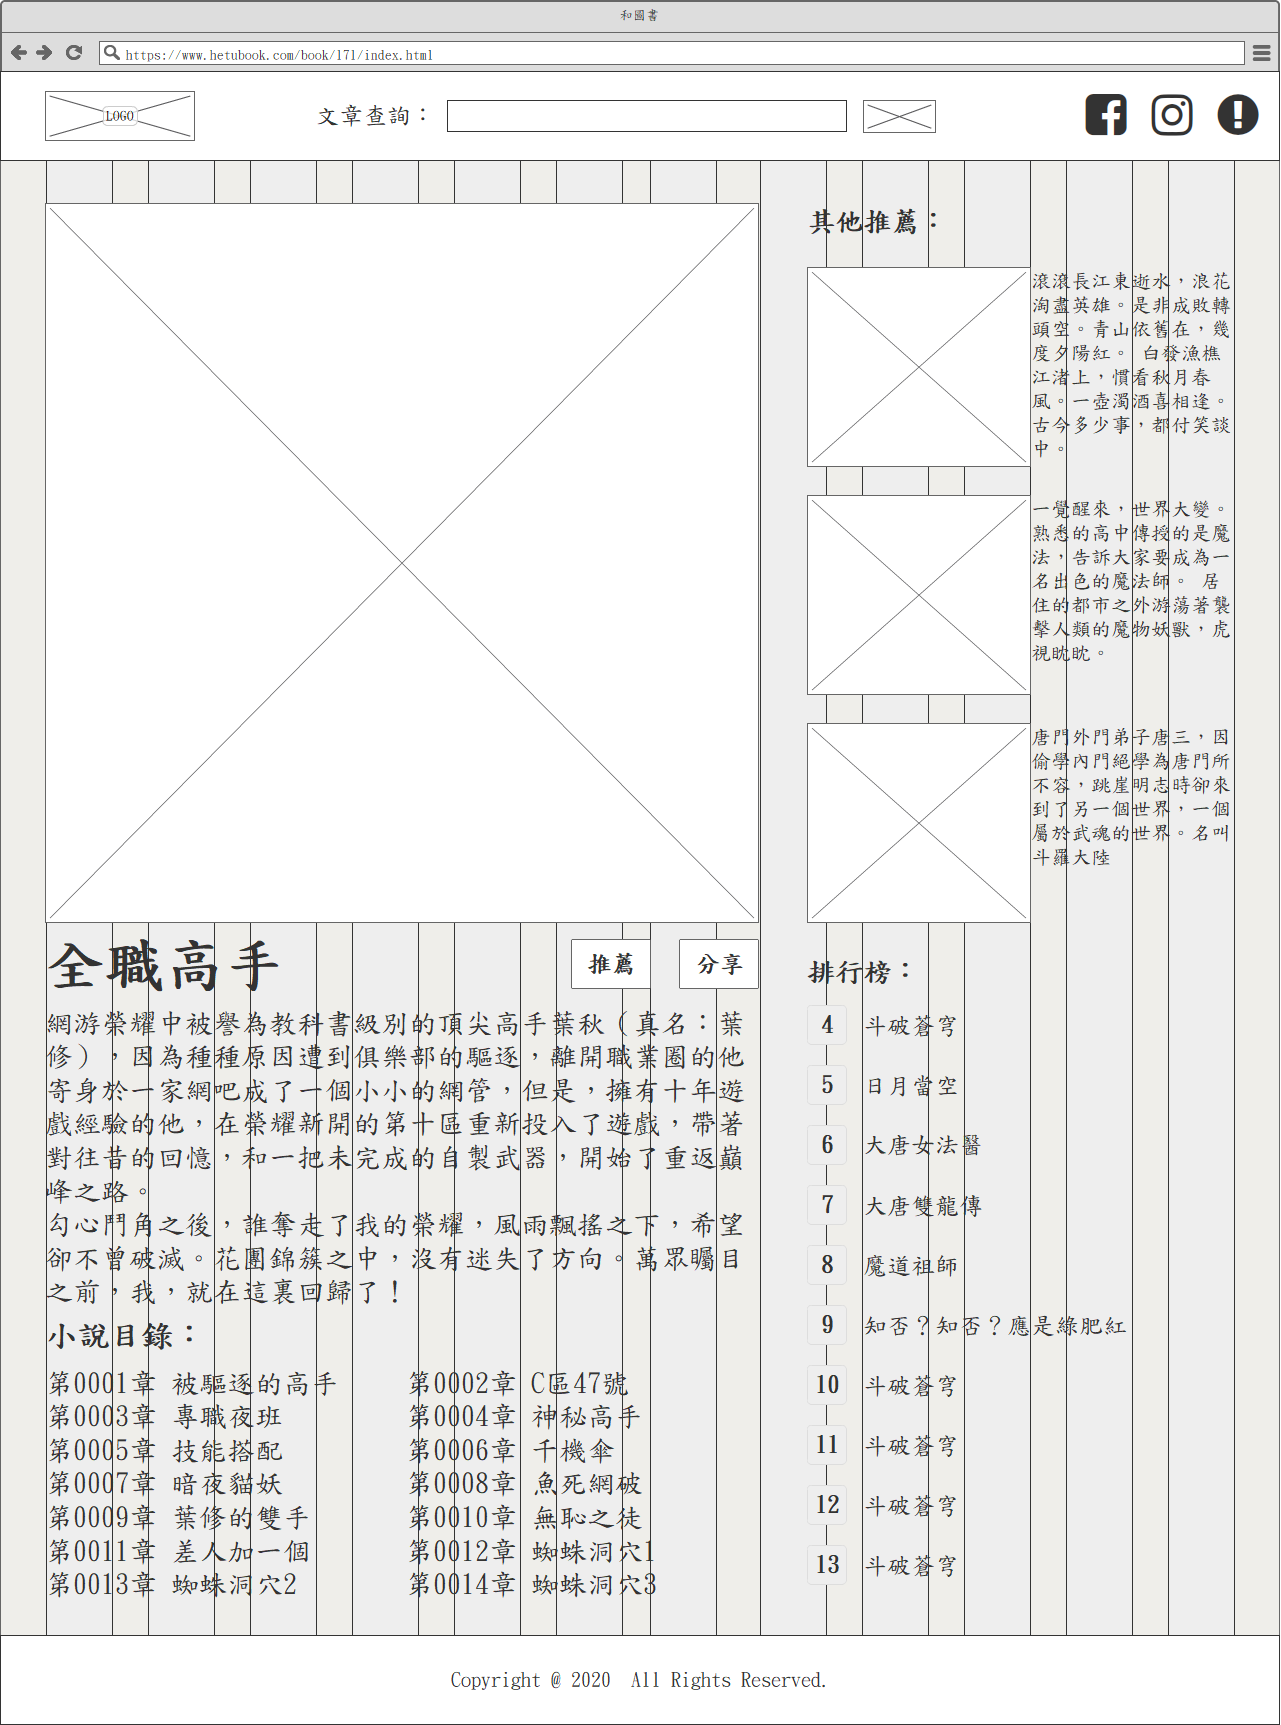 和圖書
https://www.hetubook.com/book/171/index.html
LOGO
文章查詢：
其他推薦：
滾滾長江東逝水，浪花
淘盡英雄。是非成敗轉
頭空。青山依舊在，幾
度夕陽紅。 白發漁樵
江渚上，慣看秋月春
風。一壺濁酒喜相逢。
古今多少事，都付笑談
中。
一覺醒來，世界大變。
熟悉的高中傳授的是魔
法，告訴大家要成為一
名出色的魔法師。 居
住的都市之外游蕩著襲
擊人類的魔物妖獸，虎
視眈眈。
唐門外門弟子唐三，因
偷學內門絕學為唐門所
不容，跳崖明志時卻來
到了另一個世界，一個
屬於武魂的世界。名叫
斗羅大陸
全職高手
推薦
分享
網游榮耀中被譽為教科書級別的頂尖高手葉秋（真名：葉
修），因為種種原因遭到俱樂部的驅逐，離開職業圈的他
寄身於一家網吧成了一個小小的網管，但是，擁有十年遊
戲經驗的他，在榮耀新開的第十區重新投入了遊戲，帶著
對往昔的回憶，和一把未完成的自製武器，開始了重返巔
峰之路。
勾心鬥角之後，誰奪走了我的榮耀，風雨飄搖之下，希望
卻不曾破滅。花團錦簇之中，沒有迷失了方向。萬眾矚目
之前，我，就在這裏回歸了！
小說目錄：
第0001章 被驅逐的高手
第0002章 C區47號
第0003章 專職夜班
第0004章 神秘高手
第0005章 技能搭配
第0006章 千機傘
第0007章 暗夜貓妖
第0008章 魚死網破
第0009章 葉修的雙手
第0010章 無恥之徒
第0011章 差人加一個
第0012章 蜘蛛洞穴1
第0013章 蜘蛛洞穴2
第0014章 蜘蛛洞穴3
排行榜：
4 斗破蒼穹
5 日月當空
6 大唐女法醫
7 大唐雙龍傳
8 魔道祖師
9 知否？知否？應是綠肥紅
10 斗破蒼穹
11 斗破蒼穹
12 斗破蒼穹
13 斗破蒼穹
Copyright @ 2020  All Rights Reserved.